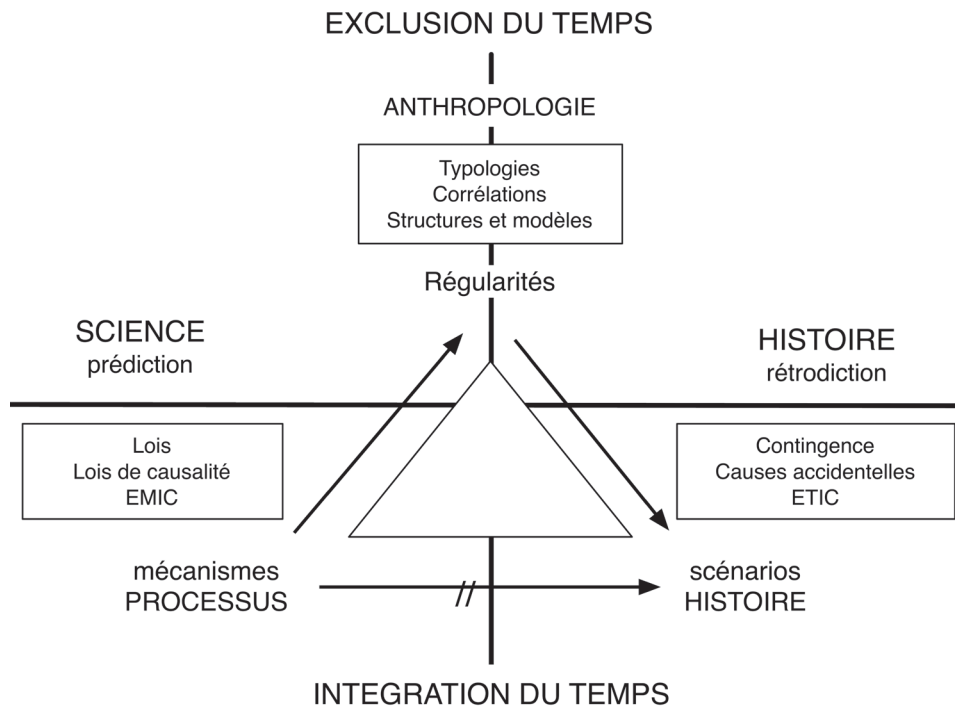 EXCLUSION DU TEMPS
ANTHROPOLOGIE
Typologies
Corrélations
Structures et modèles
Régularités
SCIENCE
prédiction
HISTOIRE
rétrodiction
Lois
Lois de causalité
EMIC
Contingence
Causes accidentelles
ETIC
mécanismes
PROCESSUS
//
scénarios
HISTOIRE
INTEGRATION DU TEMPS